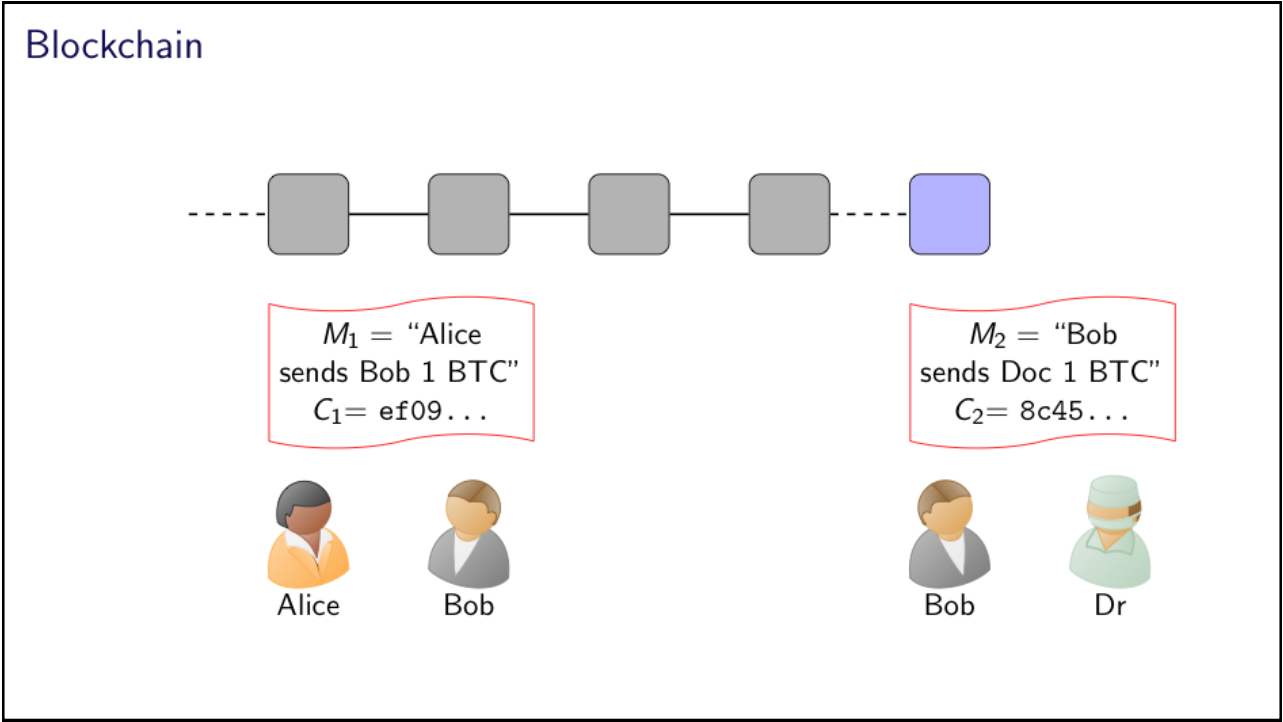 Blockchain
M₁ = “Alice
sends Bob 1 BTC”
C₁= ef09...
M₂ = “Bob
sends Doc 1 BTC”
C₂= 8c45...
Alice
Bob
Bob
Dr